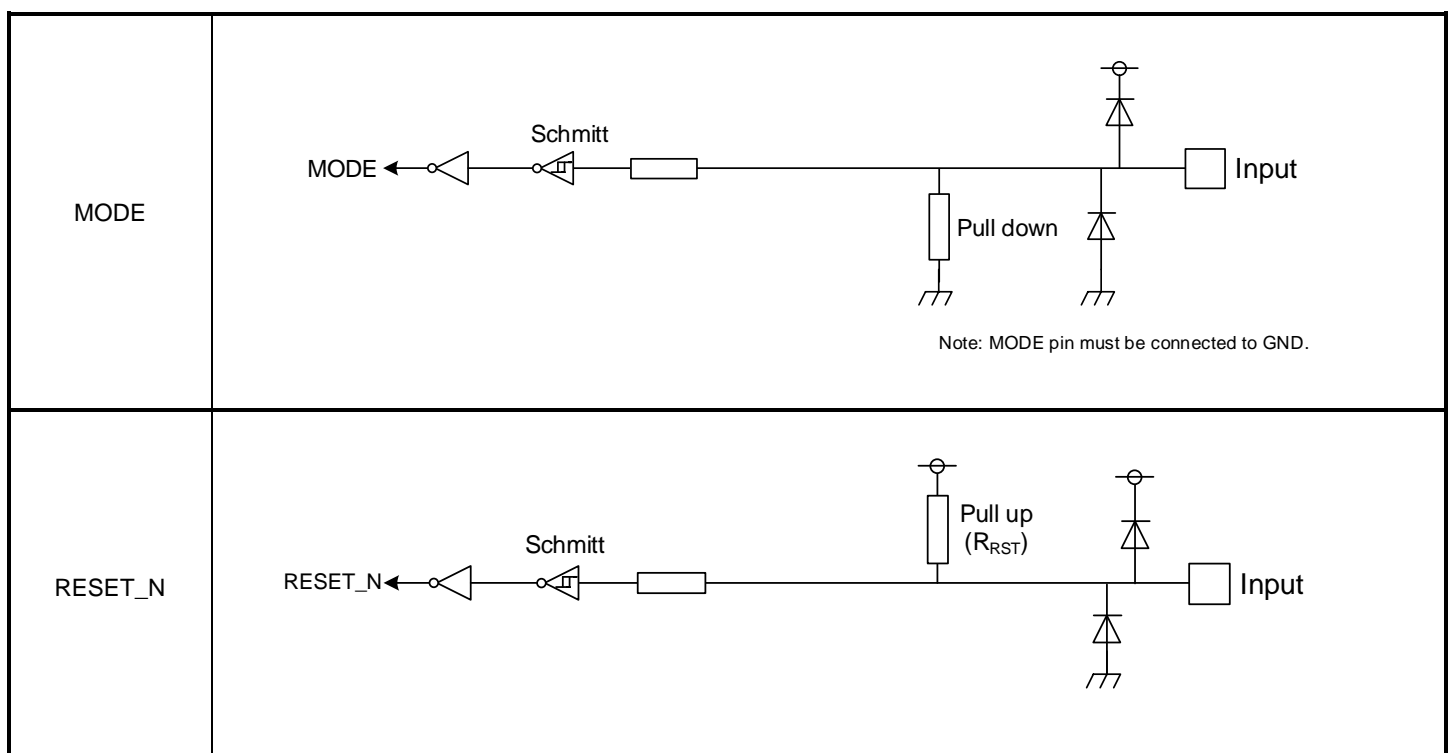 MODE
Schmitt
MODE
Input
Pull down
Note: MODE pin must be connected to GND.
RESET_N
Pull up
(RRST)
Schmitt
RESET_N
Input